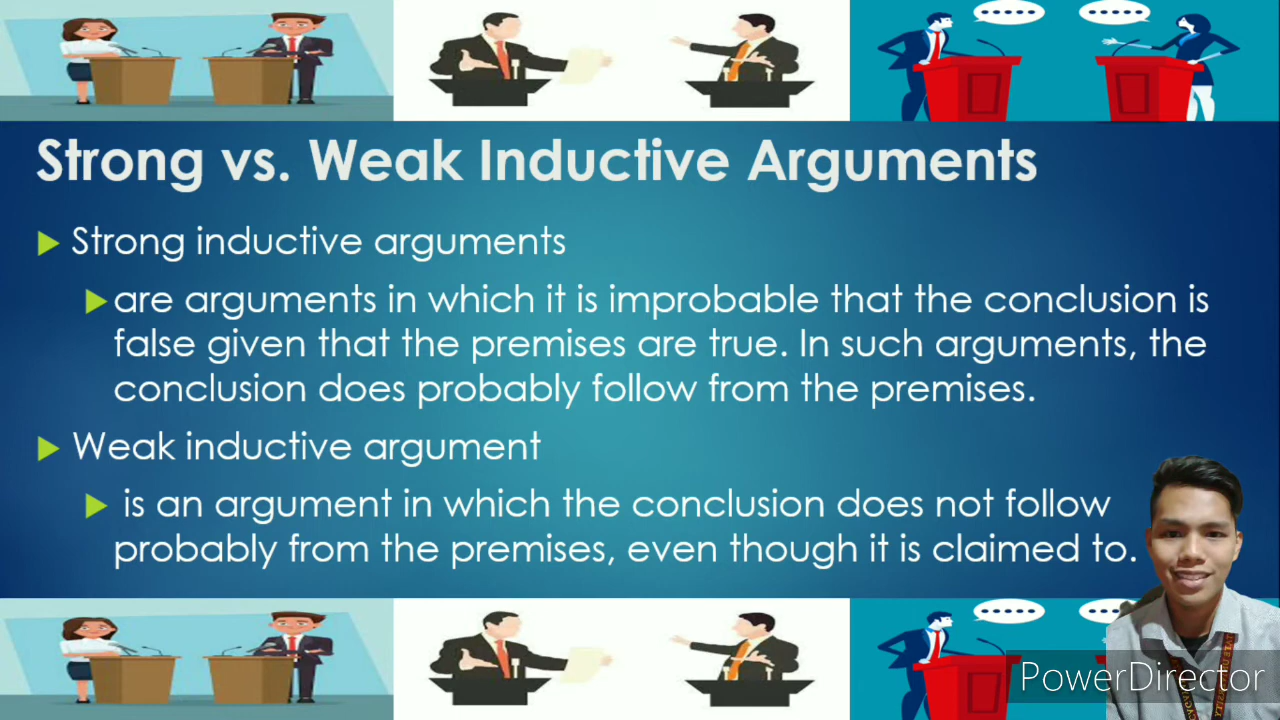 Strong vs. Weak Inductive Arguments
Strong inductive arguments
are arguments in which it is improbable that the conclusion is
false given that the premises are true. In such arguments, the
conclusion does probably follow from the premises.
Weak inductive argument
is an argument in which the conclusion does not follow
probably from the premises, even though it is claimed to.
PowerDirector